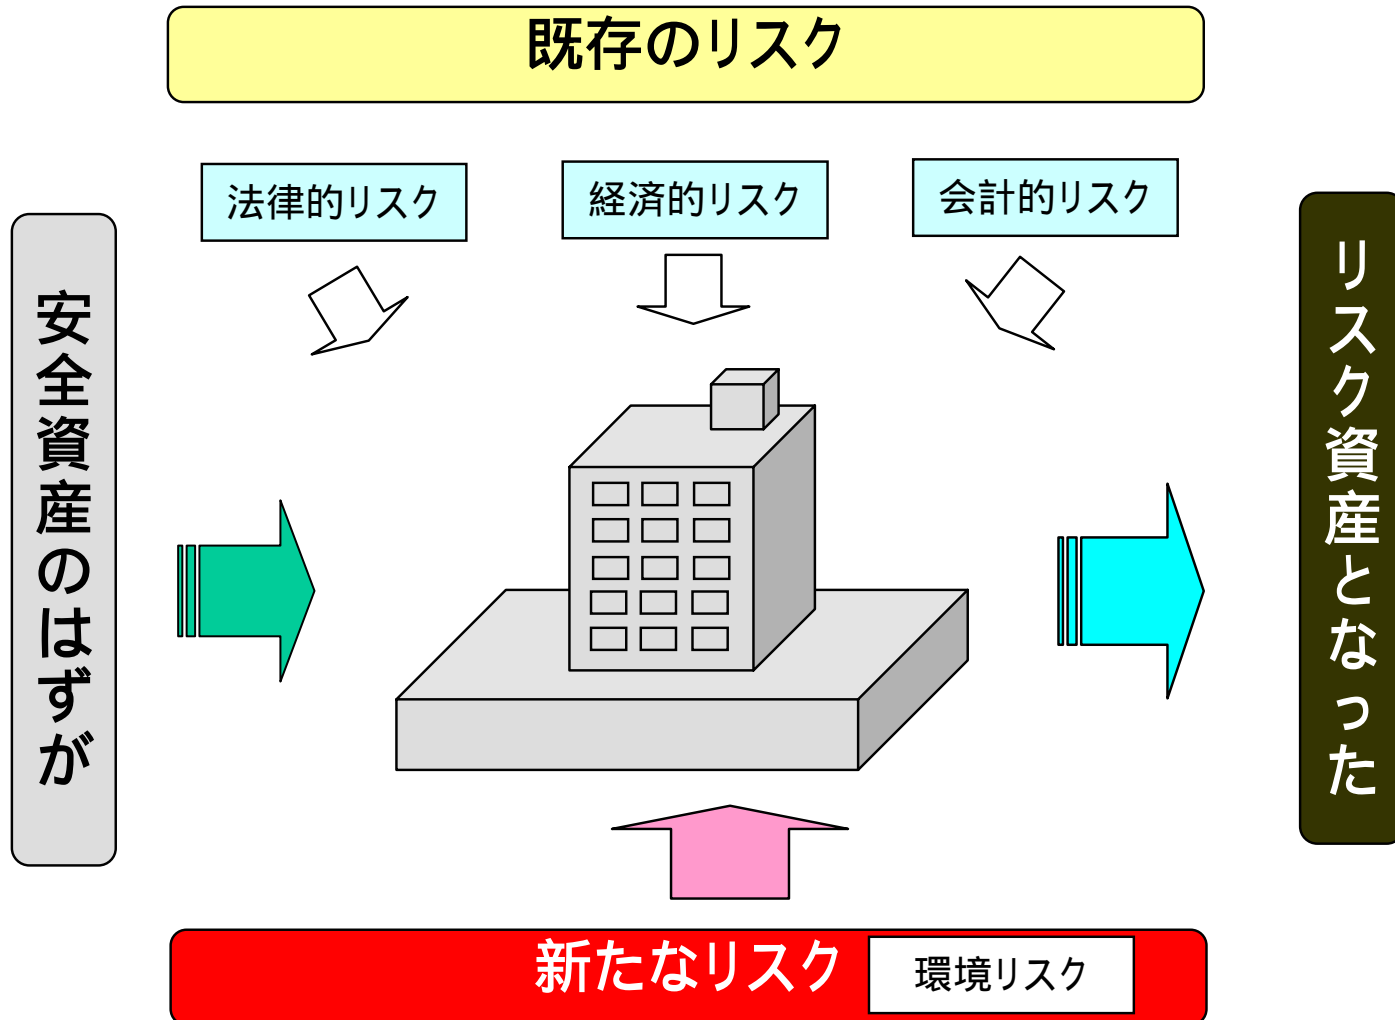 既存のリスク
法律的リスク
経済的リスク
会計的リスク
安全資産のはずが
リスク資産となった
新たなリスク
環境リスク